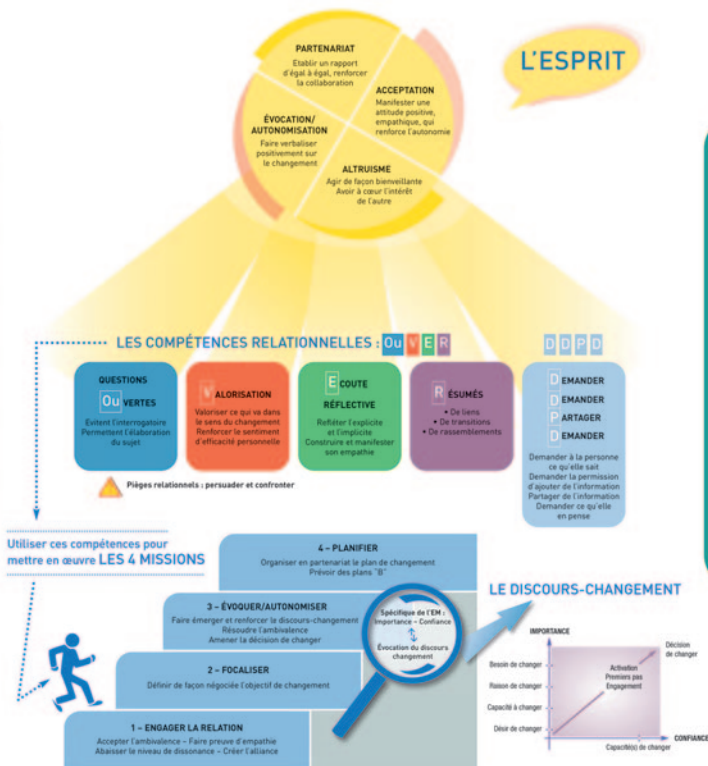 L'ESPRIT
PARTENARIAT
Établir un rapport
d'égal à égal, renforcer
la collaboration
ACCEPTATION
Manifester une
attitude positive,
empathique, qui
renforce l'autonomie
ÉVOCATION/
AUTONOMISATION
Faire verbaliser
positivement sur
le changement
ALTRUISME
Agir de façon bienveillante
Avoir à cœur l'intérêt
de l'autre
LES COMPÉTENCES RELATIONNELLES : Ou V E R
D D P D
QUESTIONS
Ou VERTES
Evitent l'interrogatoire
Permettent l'élaboration
du sujet
VALORISATION
Valoriser ce qui va dans
le sens du changement
Renforcer le sentiment
d'efficacité personnelle
E COUTE
RÉFLECTIVE
Refléter l'explicite
et l'implicite
Construire et manifester
son empathie
R ÉSUMÉS
• De liens
• De transitions
• De rassemblements
D EMANDER
D EMANDER
P ARTAGER
D EMANDER
Demander à la personne
ce qu'elle sait
Demander la permission
d'ajouter de l'information
Partager de l'information
Demander ce qu'elle
en pense
Pièges relationnels : persuader et confronter
Utiliser ces compétences pour
mettre en œuvre LES 4 MISSIONS
4 – PLANIFIER
Organiser en partenariat le plan de changement
Prévoir des plans "B"
3 – ÉVOQUER/AUTONOMISER
Faire émerger et renforcer le discours-changement
Résoudre l'ambivalence
Amener la décision de changer
2 – FOCALISER
Définir de façon négociée l'objectif de changement
1 – ENGAGER LA RELATION
Accepter l'ambivalence – Faire preuve d'empathie
Abaisser le niveau de dissonance – Créer l'alliance
Spécifique de l'EM :
Importance – Confiance
Évocation du discours
changement
LE DISCOURS-CHANGEMENT
IMPORTANCE
Décision
de changer
Besoin de changer
Raison de changer
Capacité à changer
Désir de changer
Activation
Premiers pas
Engagement
CONFIANCE
Capacité(s) de changer